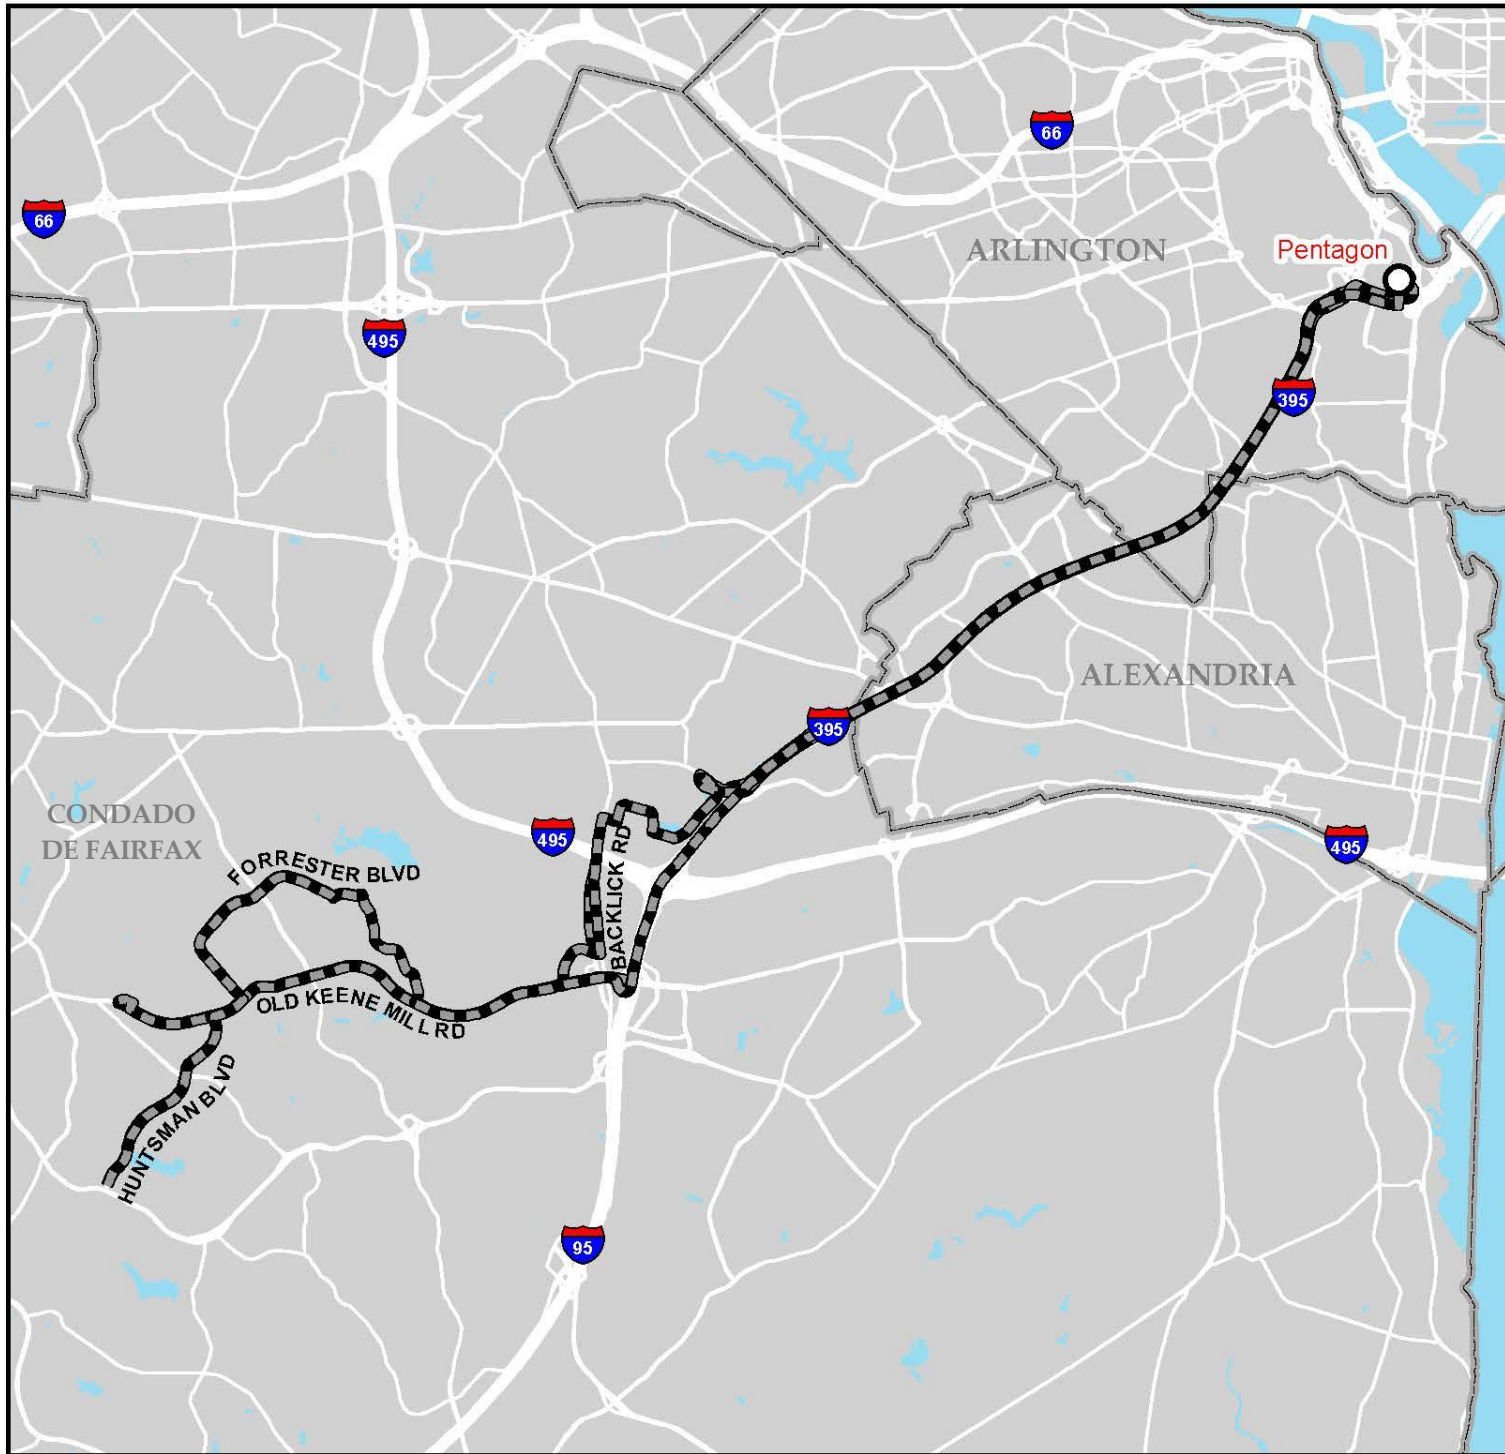 66
66
ARLINGTON
Pentagon
495
395
ALEXANDRIA
395
CONDADO
DE FAIRFAX
495
495
FORRESTER BLVD
BACKLICK RD
OLD KEENE MILL RD
HUNTSMAN BLVD
95